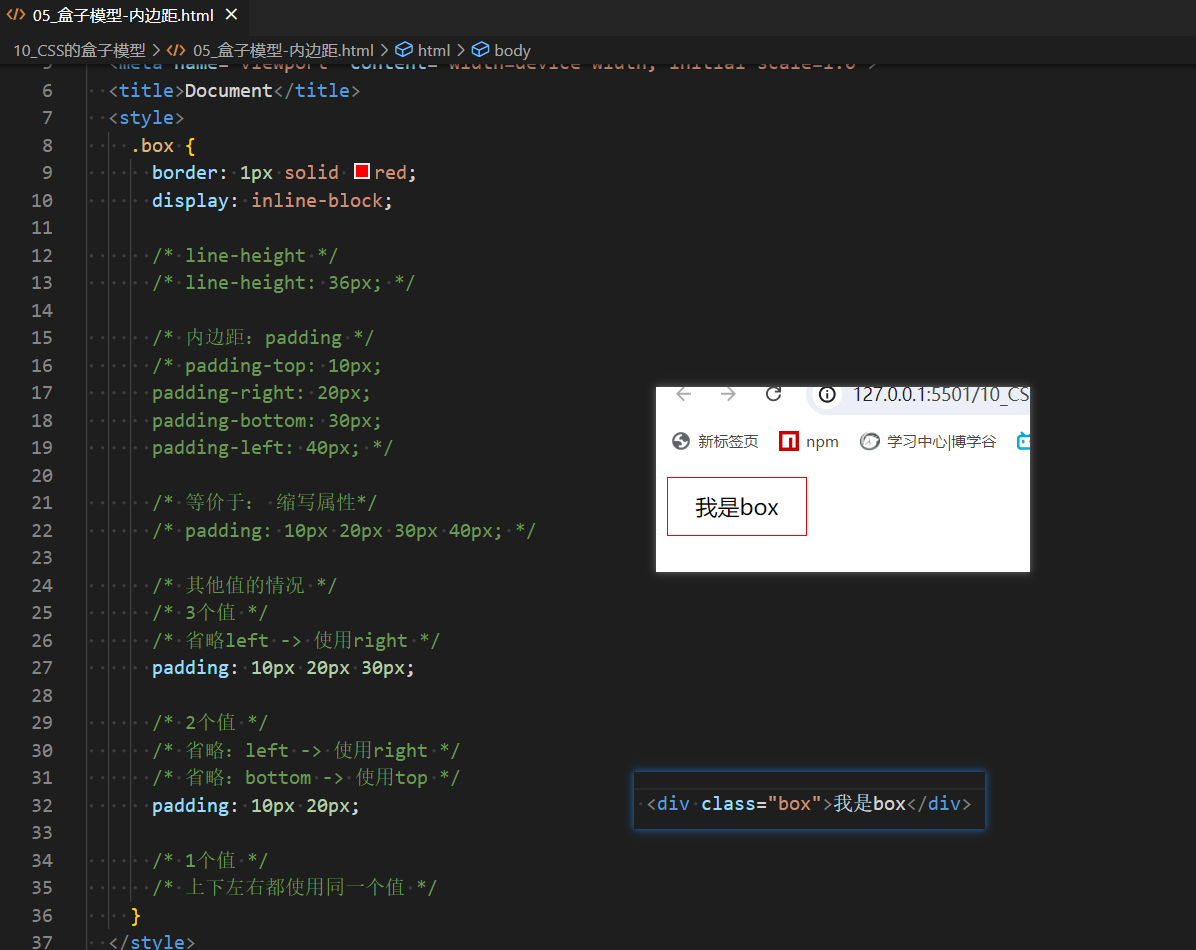 05_盒子模型-内边距.html
10_CSS的盒子模型 > 05_盒子模型-内边距.html > html > body
5 <meta name="viewport" content="width=device-width, initial-scale=1.0">
6 <title>Document</title>
7 <style>
8 .box {
9 border: 1px solid red;
10 display: inline-block;
11
12 /* line-height */
13 /* line-height: 36px; */
14
15 /* 内边距：padding */
16 /* padding-top: 10px;
17 padding-right: 20px;
18 padding-bottom: 30px;
19 padding-left: 40px; */
20
21 /* 等价于： 缩写属性*/
22 /* padding: 10px 20px 30px 40px; */
23
24 /* 其他值的情况 */
25 /* 3个值 */
26 /* 省略left -> 使用right */
27 padding: 10px 20px 30px;
28
29 /* 2个值 */
30 /* 省略：left -> 使用right */
31 /* 省略：bottom -> 使用top */
32 padding: 10px 20px;
33
34 /* 1个值 */
35 /* 上下左右都使用同一个值 */
36 }
37 </style>
127.0.0.1:5501/10_CS
新标签页 npm 学习中心|博学谷
我是box
<div class="box">我是box</div>